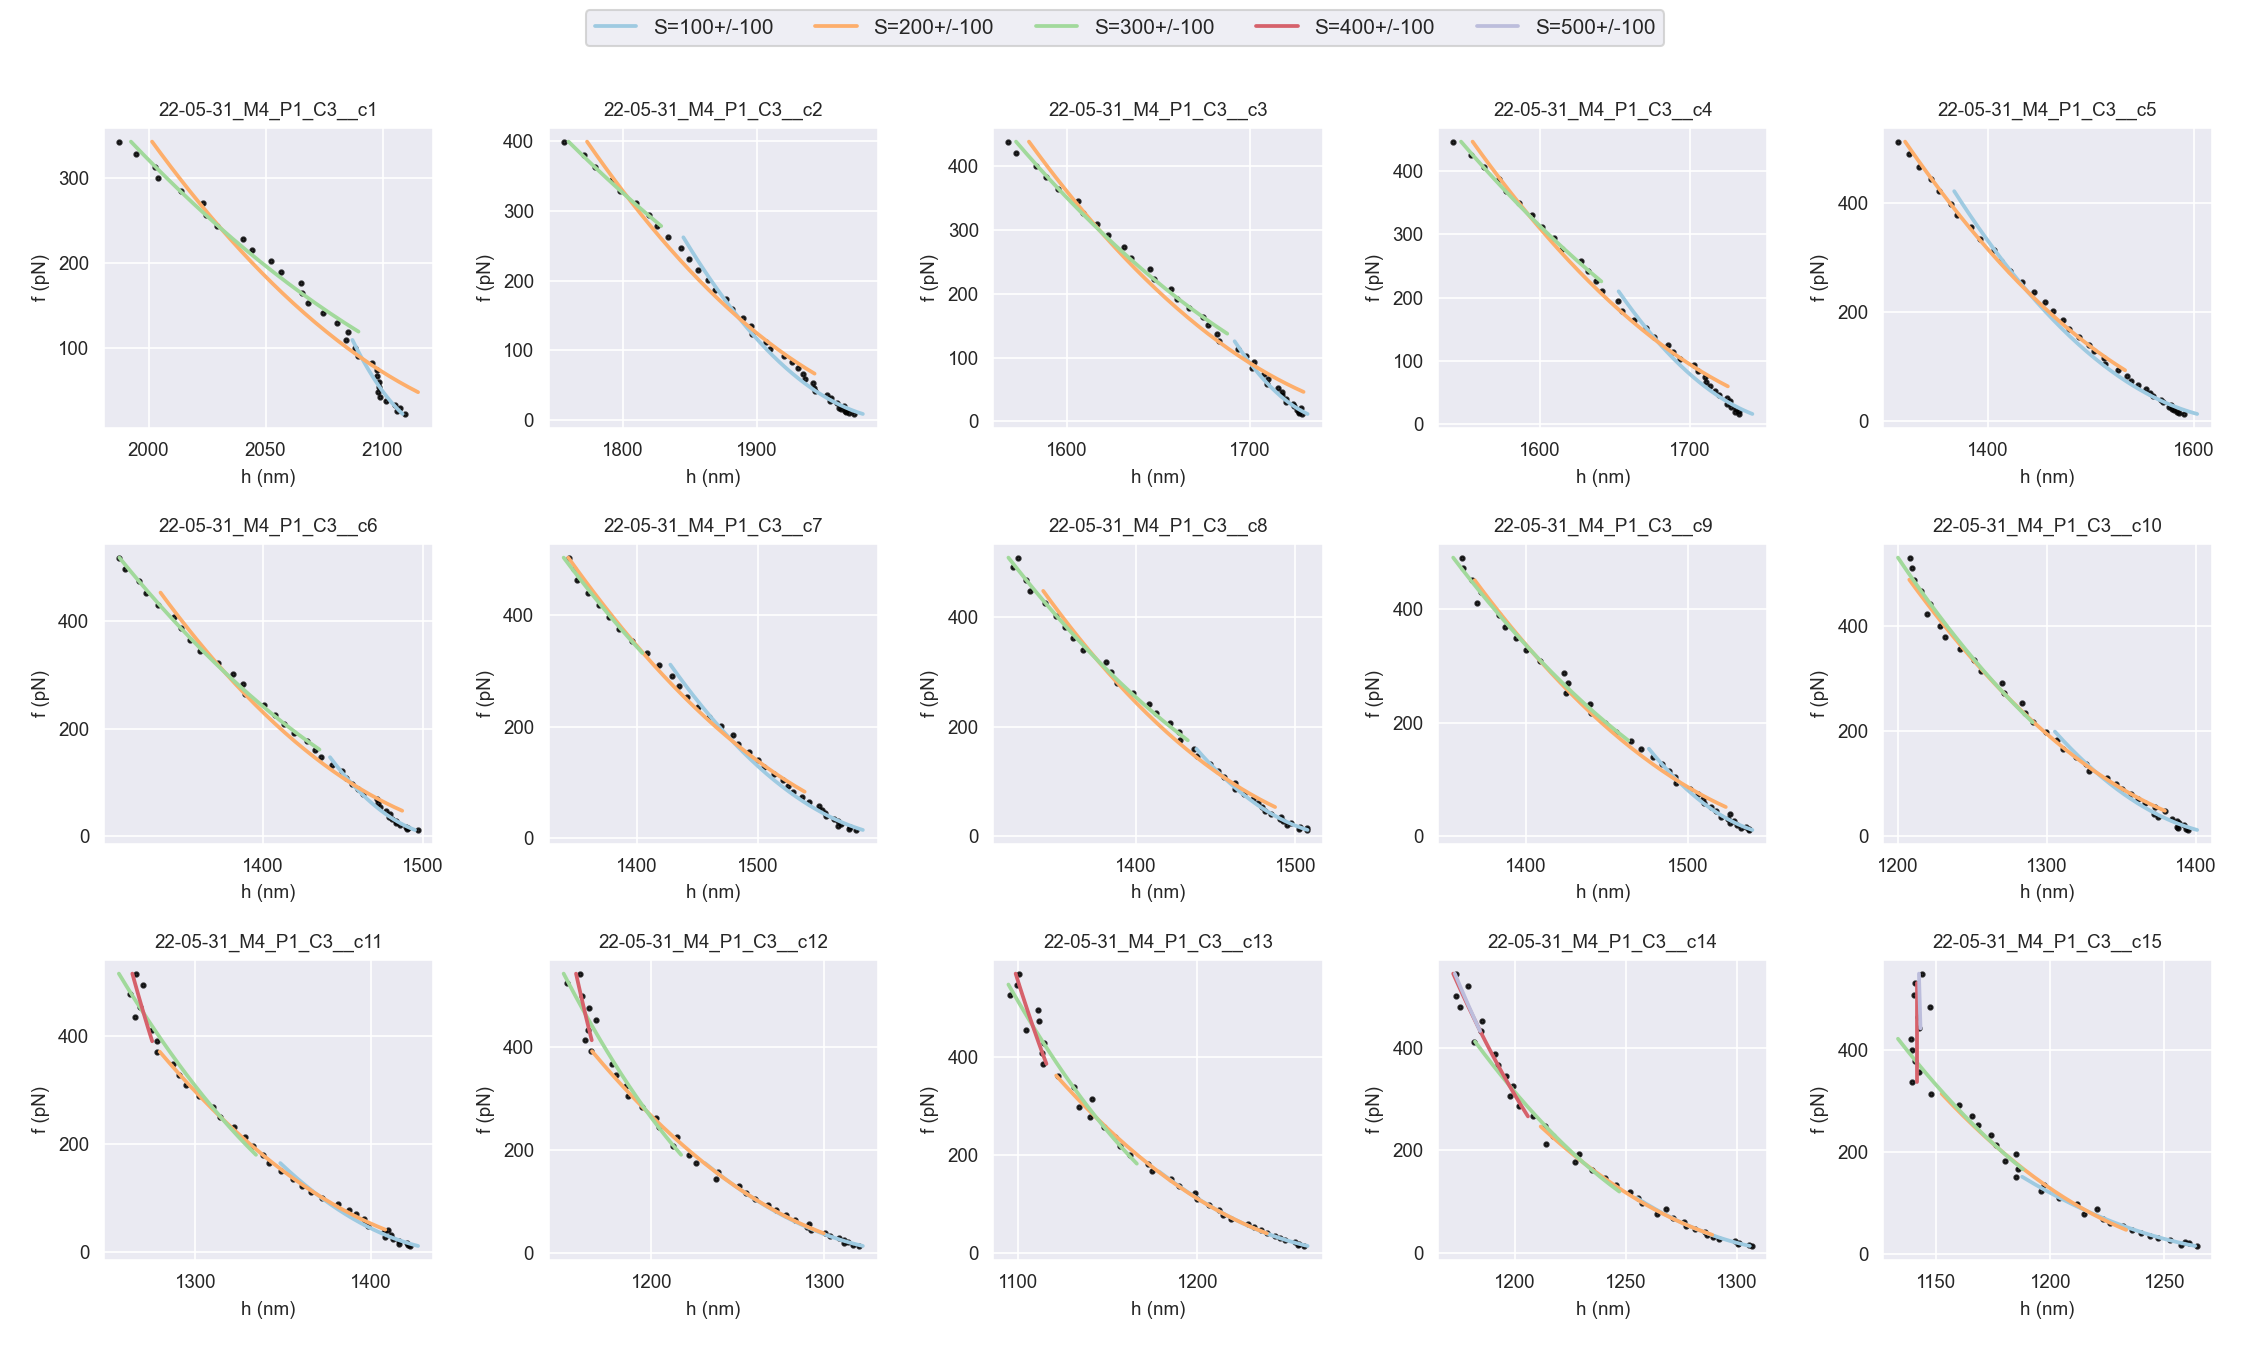 S=100+/-100 S=200+/-100 S=300+/-100 S=400+/-100 S=500+/-100
22-05-31_M4_P1_C3__c1
300
200
100
f (pN)
2000 2050 2100
h (nm)
22-05-31_M4_P1_C3__c2
400
300
200
100
0
f (pN)
1800 1900
h (nm)
22-05-31_M4_P1_C3__c3
400
300
200
100
0
f (pN)
1600 1700
h (nm)
22-05-31_M4_P1_C3__c4
400
300
200
100
0
f (pN)
1600 1700
h (nm)
22-05-31_M4_P1_C3__c5
400
200
0
f (pN)
1400 1600
h (nm)
22-05-31_M4_P1_C3__c6
400
200
0
f (pN)
1400 1500
h (nm)
22-05-31_M4_P1_C3__c7
400
200
0
f (pN)
1400 1500
h (nm)
22-05-31_M4_P1_C3__c8
400
200
0
f (pN)
1400 1500
h (nm)
22-05-31_M4_P1_C3__c9
400
200
0
f (pN)
1400 1500
h (nm)
22-05-31_M4_P1_C3__c10
400
200
0
f (pN)
1200 1300 1400
h (nm)
22-05-31_M4_P1_C3__c11
400
200
0
f (pN)
1300 1400
h (nm)
22-05-31_M4_P1_C3__c12
400
200
0
f (pN)
1200 1300
h (nm)
22-05-31_M4_P1_C3__c13
400
200
0
f (pN)
1100 1200
h (nm)
22-05-31_M4_P1_C3__c14
400
200
0
f (pN)
1200 1250 1300
h (nm)
22-05-31_M4_P1_C3__c15
400
200
0
f (pN)
1150 1200 1250
h (nm)